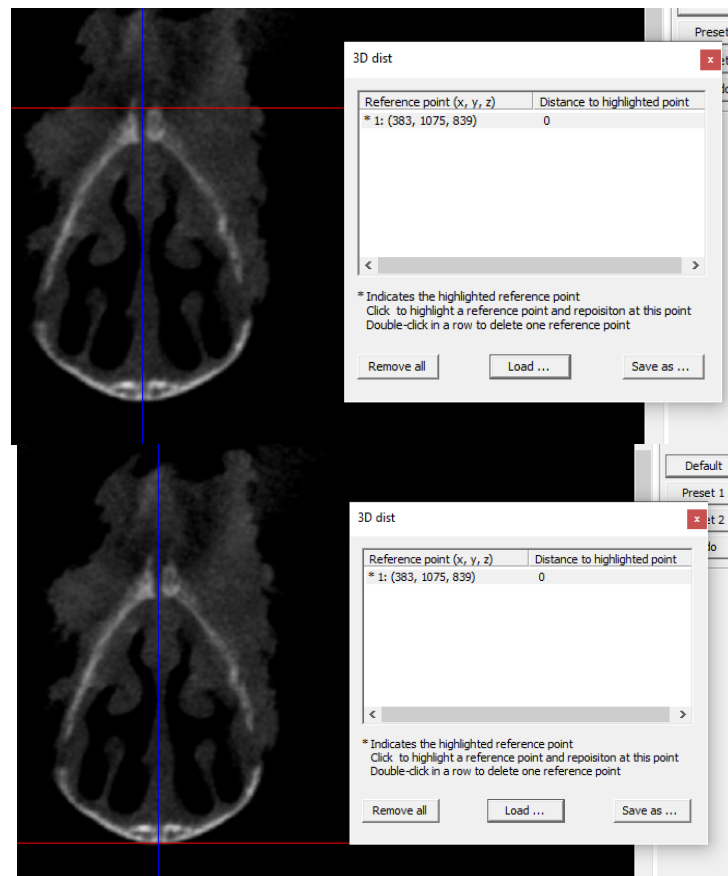 Preset
3D dist
x
Reference point (x, y, z) Distance to highlighted point
* 1: (383, 1075, 839) 0
* Indicates the highlighted reference point
Click to highlight a reference point and repoisiton at this point
Double-click in a row to delete one reference point
Remove all Load ... Save as ...
Default
Preset 1
3D dist
x
Reference point (x, y, z) Distance to highlighted point
* 1: (383, 1075, 839) 0
* Indicates the highlighted reference point
Click to highlight a reference point and repoisiton at this point
Double-click in a row to delete one reference point
Remove all Load ... Save as ...